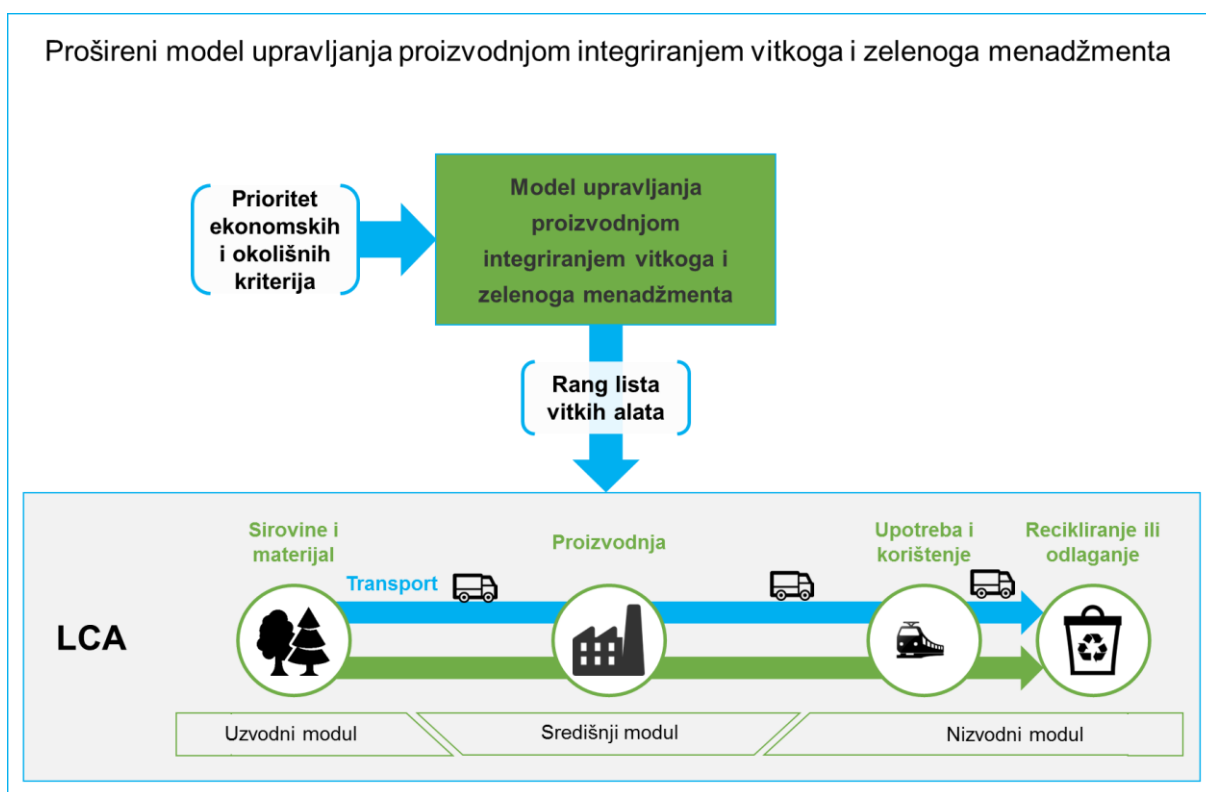 Prošireni model upravljanja proizvodnjom integriranjem vitkoga i zelenoga menadžmenta
Prioritet
ekonomskih
i okolišnih
kriterija
Model upravljanja
proizvodnjom
integriranjem vitkoga i
zelenoga menadžmenta
Rang lista
vitkih alata
LCA
Sirovine i
materijal
Transport
Proizvodnja
Upotreba i
korištenje
Recikliranje ili
odlaganje
Uzvodni modul
Središnji modul
Nizvodni modul